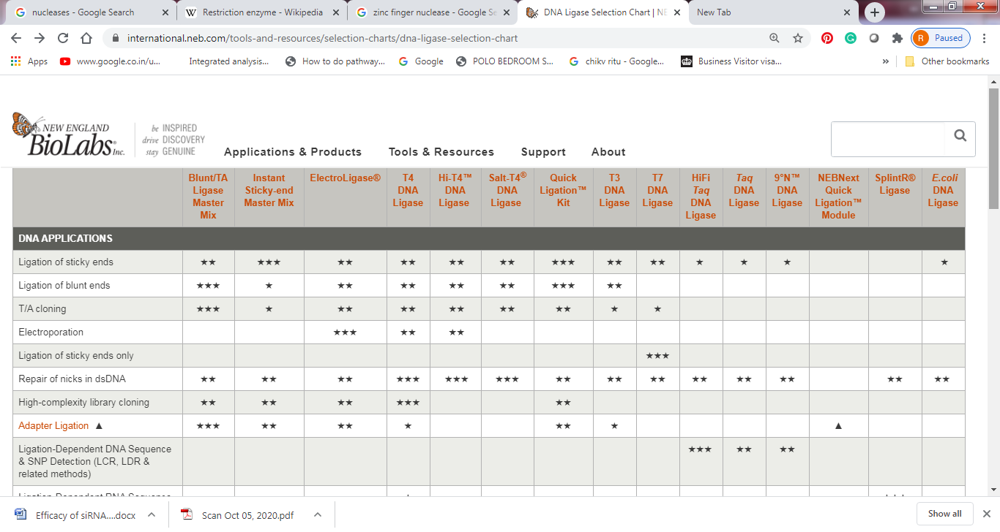 nucleases - Google Search
Restriction enzyme - Wikipedia
zinc finger nuclease - Google Se
DNA Ligase Selection Chart | NE
New Tab
international.neb.com/tools-and-resources/selection-charts/dna-ligase-selection-chart
R Paused
Apps www.google.co.in/u... Integrated analysis... How to do pathway... Google POLO BEDROOM S... chikv ritu - Google... Business Visitor visa... » Other bookmarks
NEW ENGLAND
BioLabs Inc.
be INSPIRED
drive DISCOVERY
stay GENUINE
Applications & Products Tools & Resources Support About
Blunt/TA Ligase Master Mix
Instant Sticky-end Master Mix
ElectroLigase®
T4 DNA Ligase
Hi-T4™ DNA Ligase
Salt-T4® DNA Ligase
Quick Ligation™ Kit
T3 DNA Ligase
T7 DNA Ligase
HiFi Taq DNA Ligase
Taq DNA Ligase
9°N™ DNA Ligase
NEBNext Quick Ligation™ Module
SplintR® Ligase
E.coli DNA Ligase
DNA APPLICATIONS
Ligation of sticky ends ★★ ★★★ ★★ ★★ ★★ ★★ ★★★ ★★ ★★ ★ ★ ★ ★
Ligation of blunt ends ★★★ ★ ★★ ★★ ★★ ★★ ★★★ ★★
T/A cloning ★★★ ★ ★★ ★★ ★★ ★★ ★★ ★ ★
Electroporation ★★★ ★★ ★★
Ligation of sticky ends only ★★★
Repair of nicks in dsDNA ★★ ★★ ★★ ★★★ ★★★ ★★★ ★★ ★★ ★★ ★★ ★★ ★★ ★★ ★★
High-complexity library cloning ★★ ★★ ★★ ★★★ ★★
Adapter Ligation ▲ ★★★ ★★ ★★ ★ ★★ ★ ▲
Ligation-Dependent DNA Sequence ★★★ ★★ ★★
& SNP Detection (LCR, LDR &
related methods)
Ligation-Dependent RNA Sequence
Efficacy of siRNA....docx
Scan Oct 05, 2020.pdf
Show all